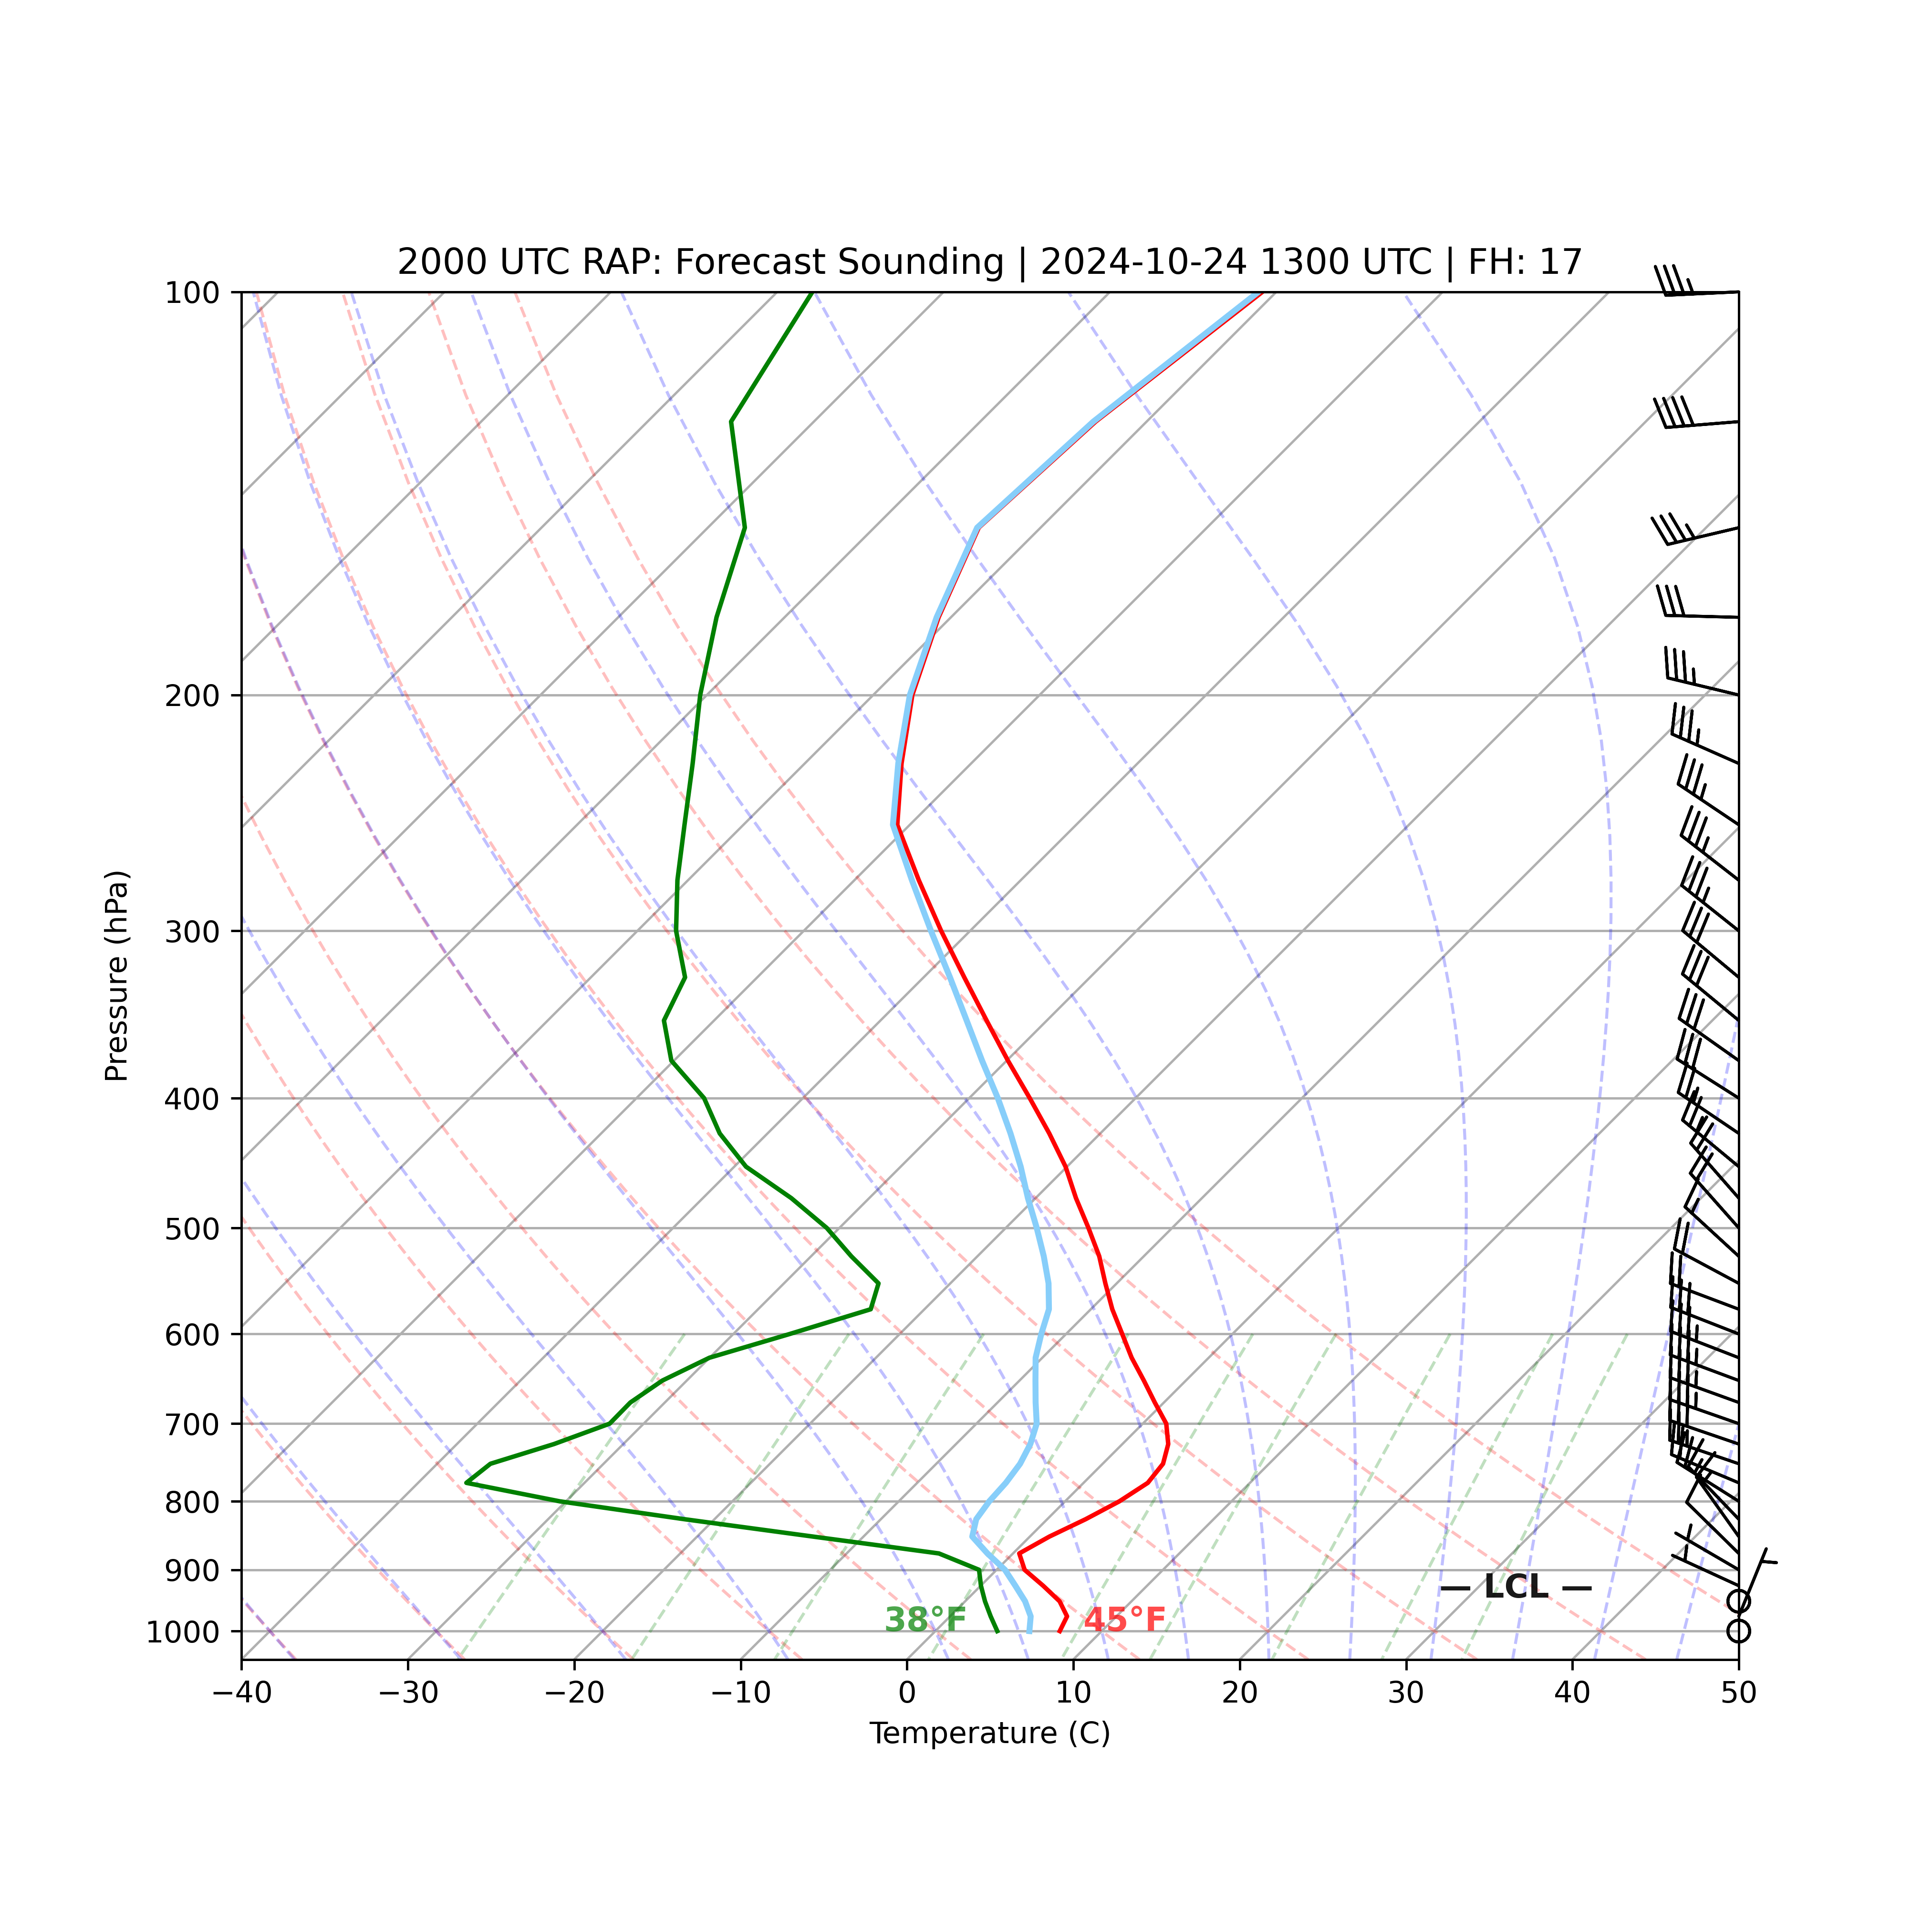 2000 UTC RAP: Forecast Sounding | 2024-10-24 1300 UTC | FH: 17
100
200
300
400
500
600
700
800
900
1000
Pressure (hPa)
— LCL —
38°F
45°F
−40 −30 −20 −10 0 10 20 30 40 50
Temperature (C)